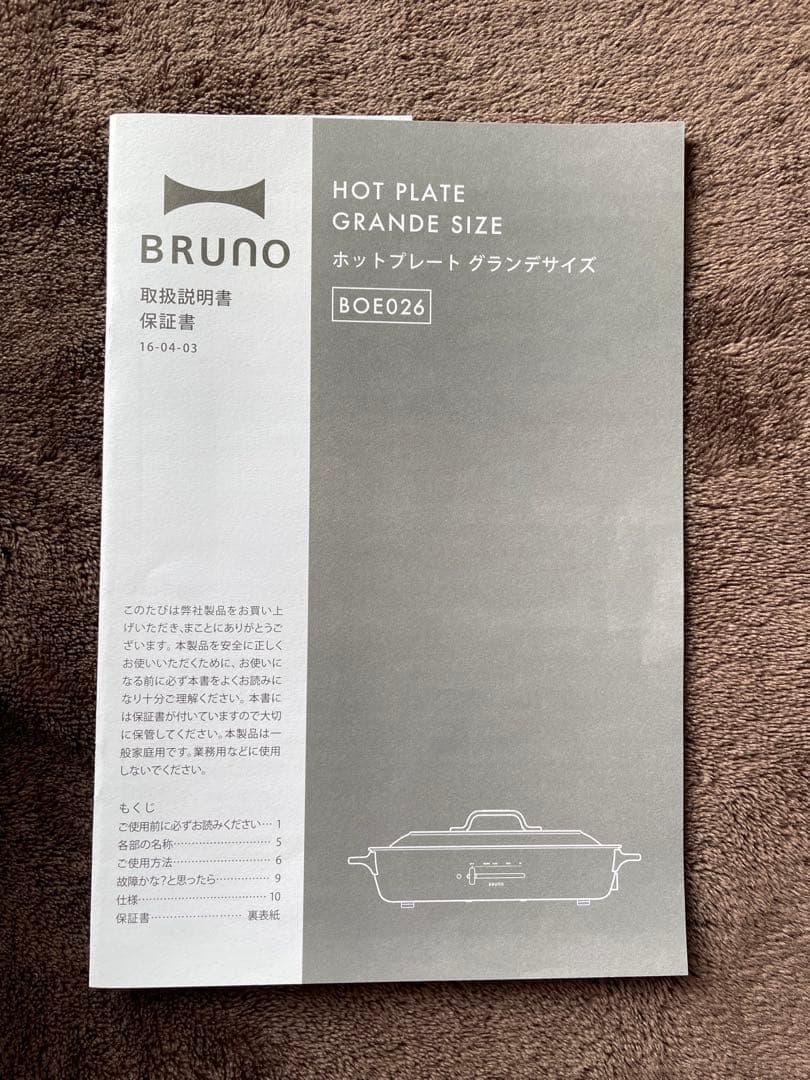 BRUNO
取扱説明書
保証書
16-04-03
HOT PLATE
GRANDE SIZE
ホットプレート グランデサイズ
BOE026
このたびは弊社製品をお買い上
げいただき、まことにありがとうご
ざいます。本製品を安全に正しく
お使いいただくために、お使いに
なる前に必ず本書をよくお読みに
なり十分ご理解ください。本書に
は保証書が付いていますので大切
に保管してください。本製品は一
般家庭用です。業務用などに使用
しないでください。
もくじ
ご使用前に必ずお読みください… 1
各部の名称……………………… 5
ご使用方法……………………… 6
故障かな?と思ったら…………… 9
仕様……………………………… 10
保証書…………………… 裏表紙
BRUNO